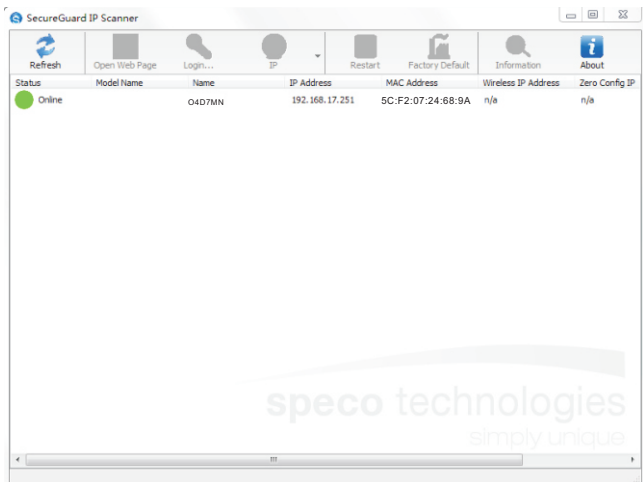 SecureGuard IP Scanner
Refresh Open Web Page Login... IP Restart Factory Default Information About
Status Model Name Name IP Address MAC Address Wireless IP Address Zero Config IP
Online O4D7MN 192.168.17.251 5C:F2:07:24:68:9A n/a n/a
speco technologies
simply unique